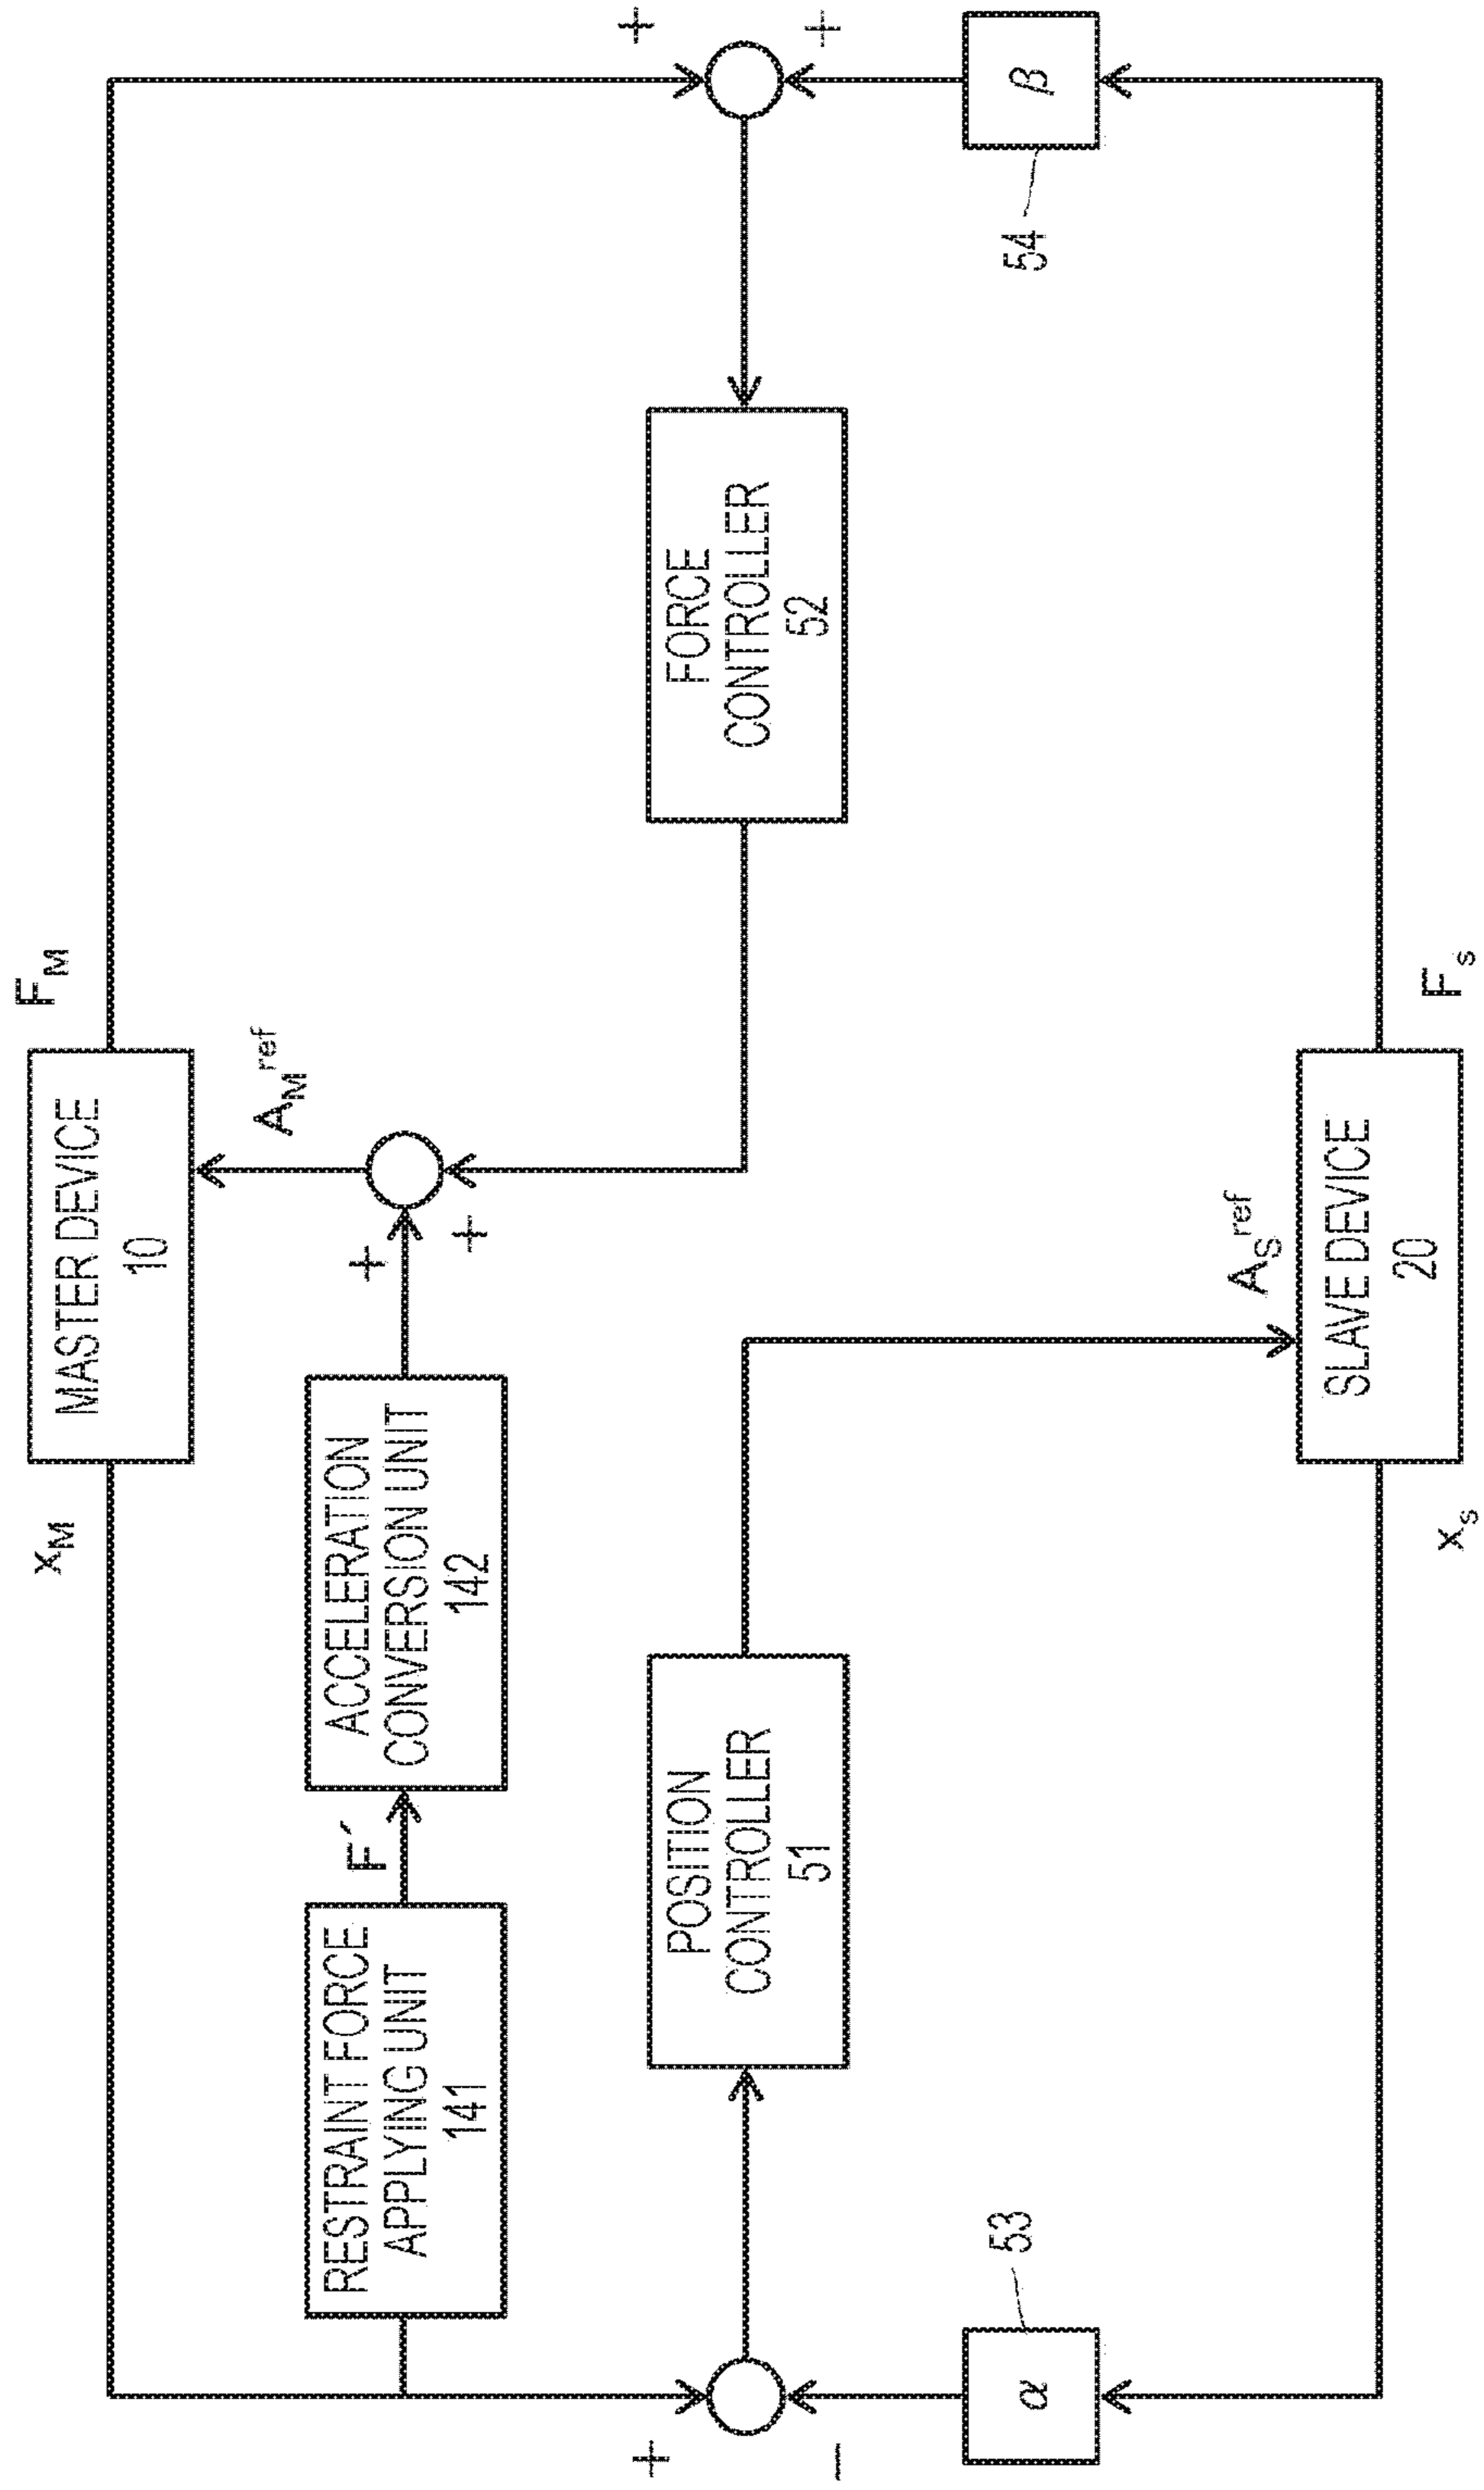 x_M
MASTER DEVICE
10
F_M
A_M^ref
RESTRAINT FORCE
APPLYING UNIT
141
F´
ACCELERATION
CONVERSION UNIT
142
+
+
+
−
POSITION
CONTROLLER
51
FORCE
CONTROLLER
52
+
+
α
53
β
54
A_S^ref
SLAVE DEVICE
20
x_s
F_s